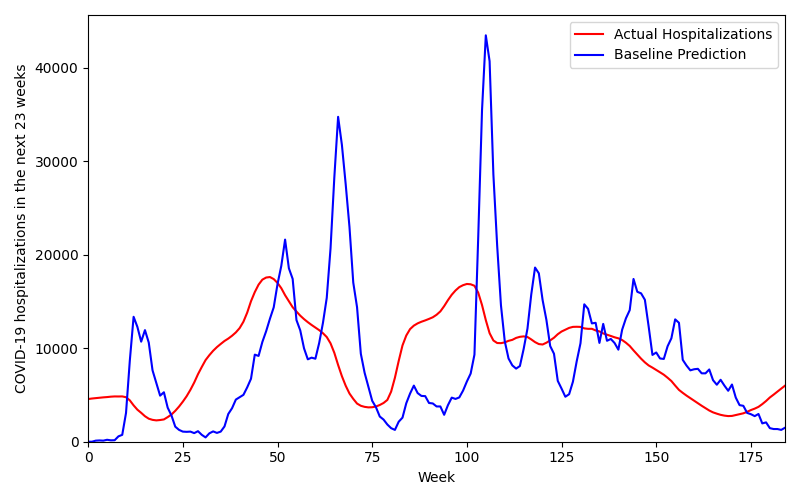 Actual Hospitalizations
Baseline Prediction
COVID-19 hospitalizations in the next 23 weeks
40000
30000
20000
10000
0
0 25 50 75 100 125 150 175
Week